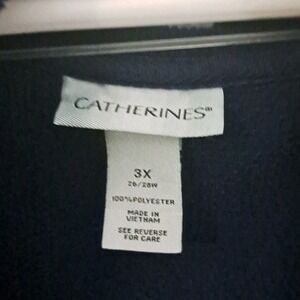 CATHERINES®
3X
26/28W
100% POLYESTER
MADE IN
VIETNAM
SEE REVERSE
FOR CARE